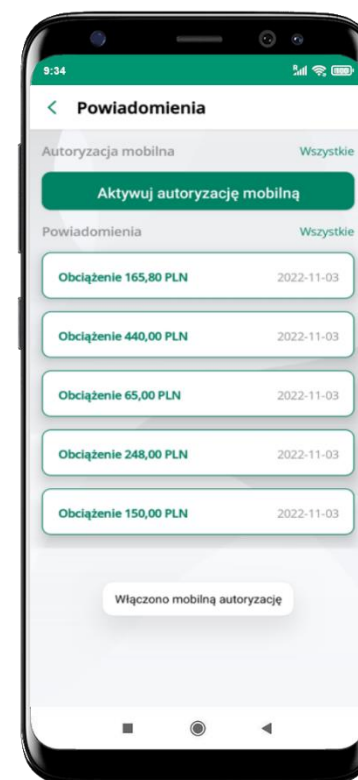 9:34
Powiadomienia
Autoryzacja mobilna Wszystkie
Aktywuj autoryzację mobilną
Powiadomienia Wszystkie
Obciążenie 165,80 PLN 2022-11-03
Obciążenie 440,00 PLN 2022-11-03
Obciążenie 65,00 PLN 2022-11-03
Obciążenie 248,00 PLN 2022-11-03
Obciążenie 150,00 PLN 2022-11-03
Włączono mobilną autoryzację